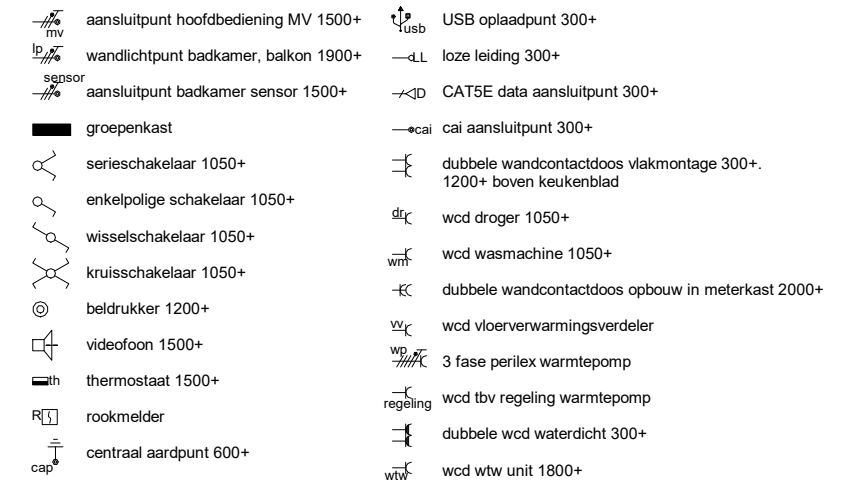 mv aansluitpunt hoofdbediening MV 1500+
lp wandlichtpunt badkamer, balkon 1900+
sensor aansluitpunt badkamer sensor 1500+
groepenkast
serieschakelaar 1050+
enkelpolige schakelaar 1050+
wisselschakelaar 1050+
kruisschakelaar 1050+
beldrukker 1200+
videofoon 1500+
th thermostaat 1500+
R rookmelder
cap centraal aardpunt 600+
usb USB oplaadpunt 300+
LL loze leiding 300+
D CAT5E data aansluitpunt 300+
cai cai aansluitpunt 300+
dubbele wandcontactdoos vlakmontage 300+.
1200+ boven keukenblad
dr wcd droger 1050+
wm wcd wasmachine 1050+
dubbele wandcontactdoos opbouw in meterkast 2000+
vv wcd vloerverwarmingsverdeler
wp 3 fase perilex warmtepomp
regeling wcd tbv regeling warmtepomp
dubbele wcd waterdicht 300+
wtw wcd wtw unit 1800+